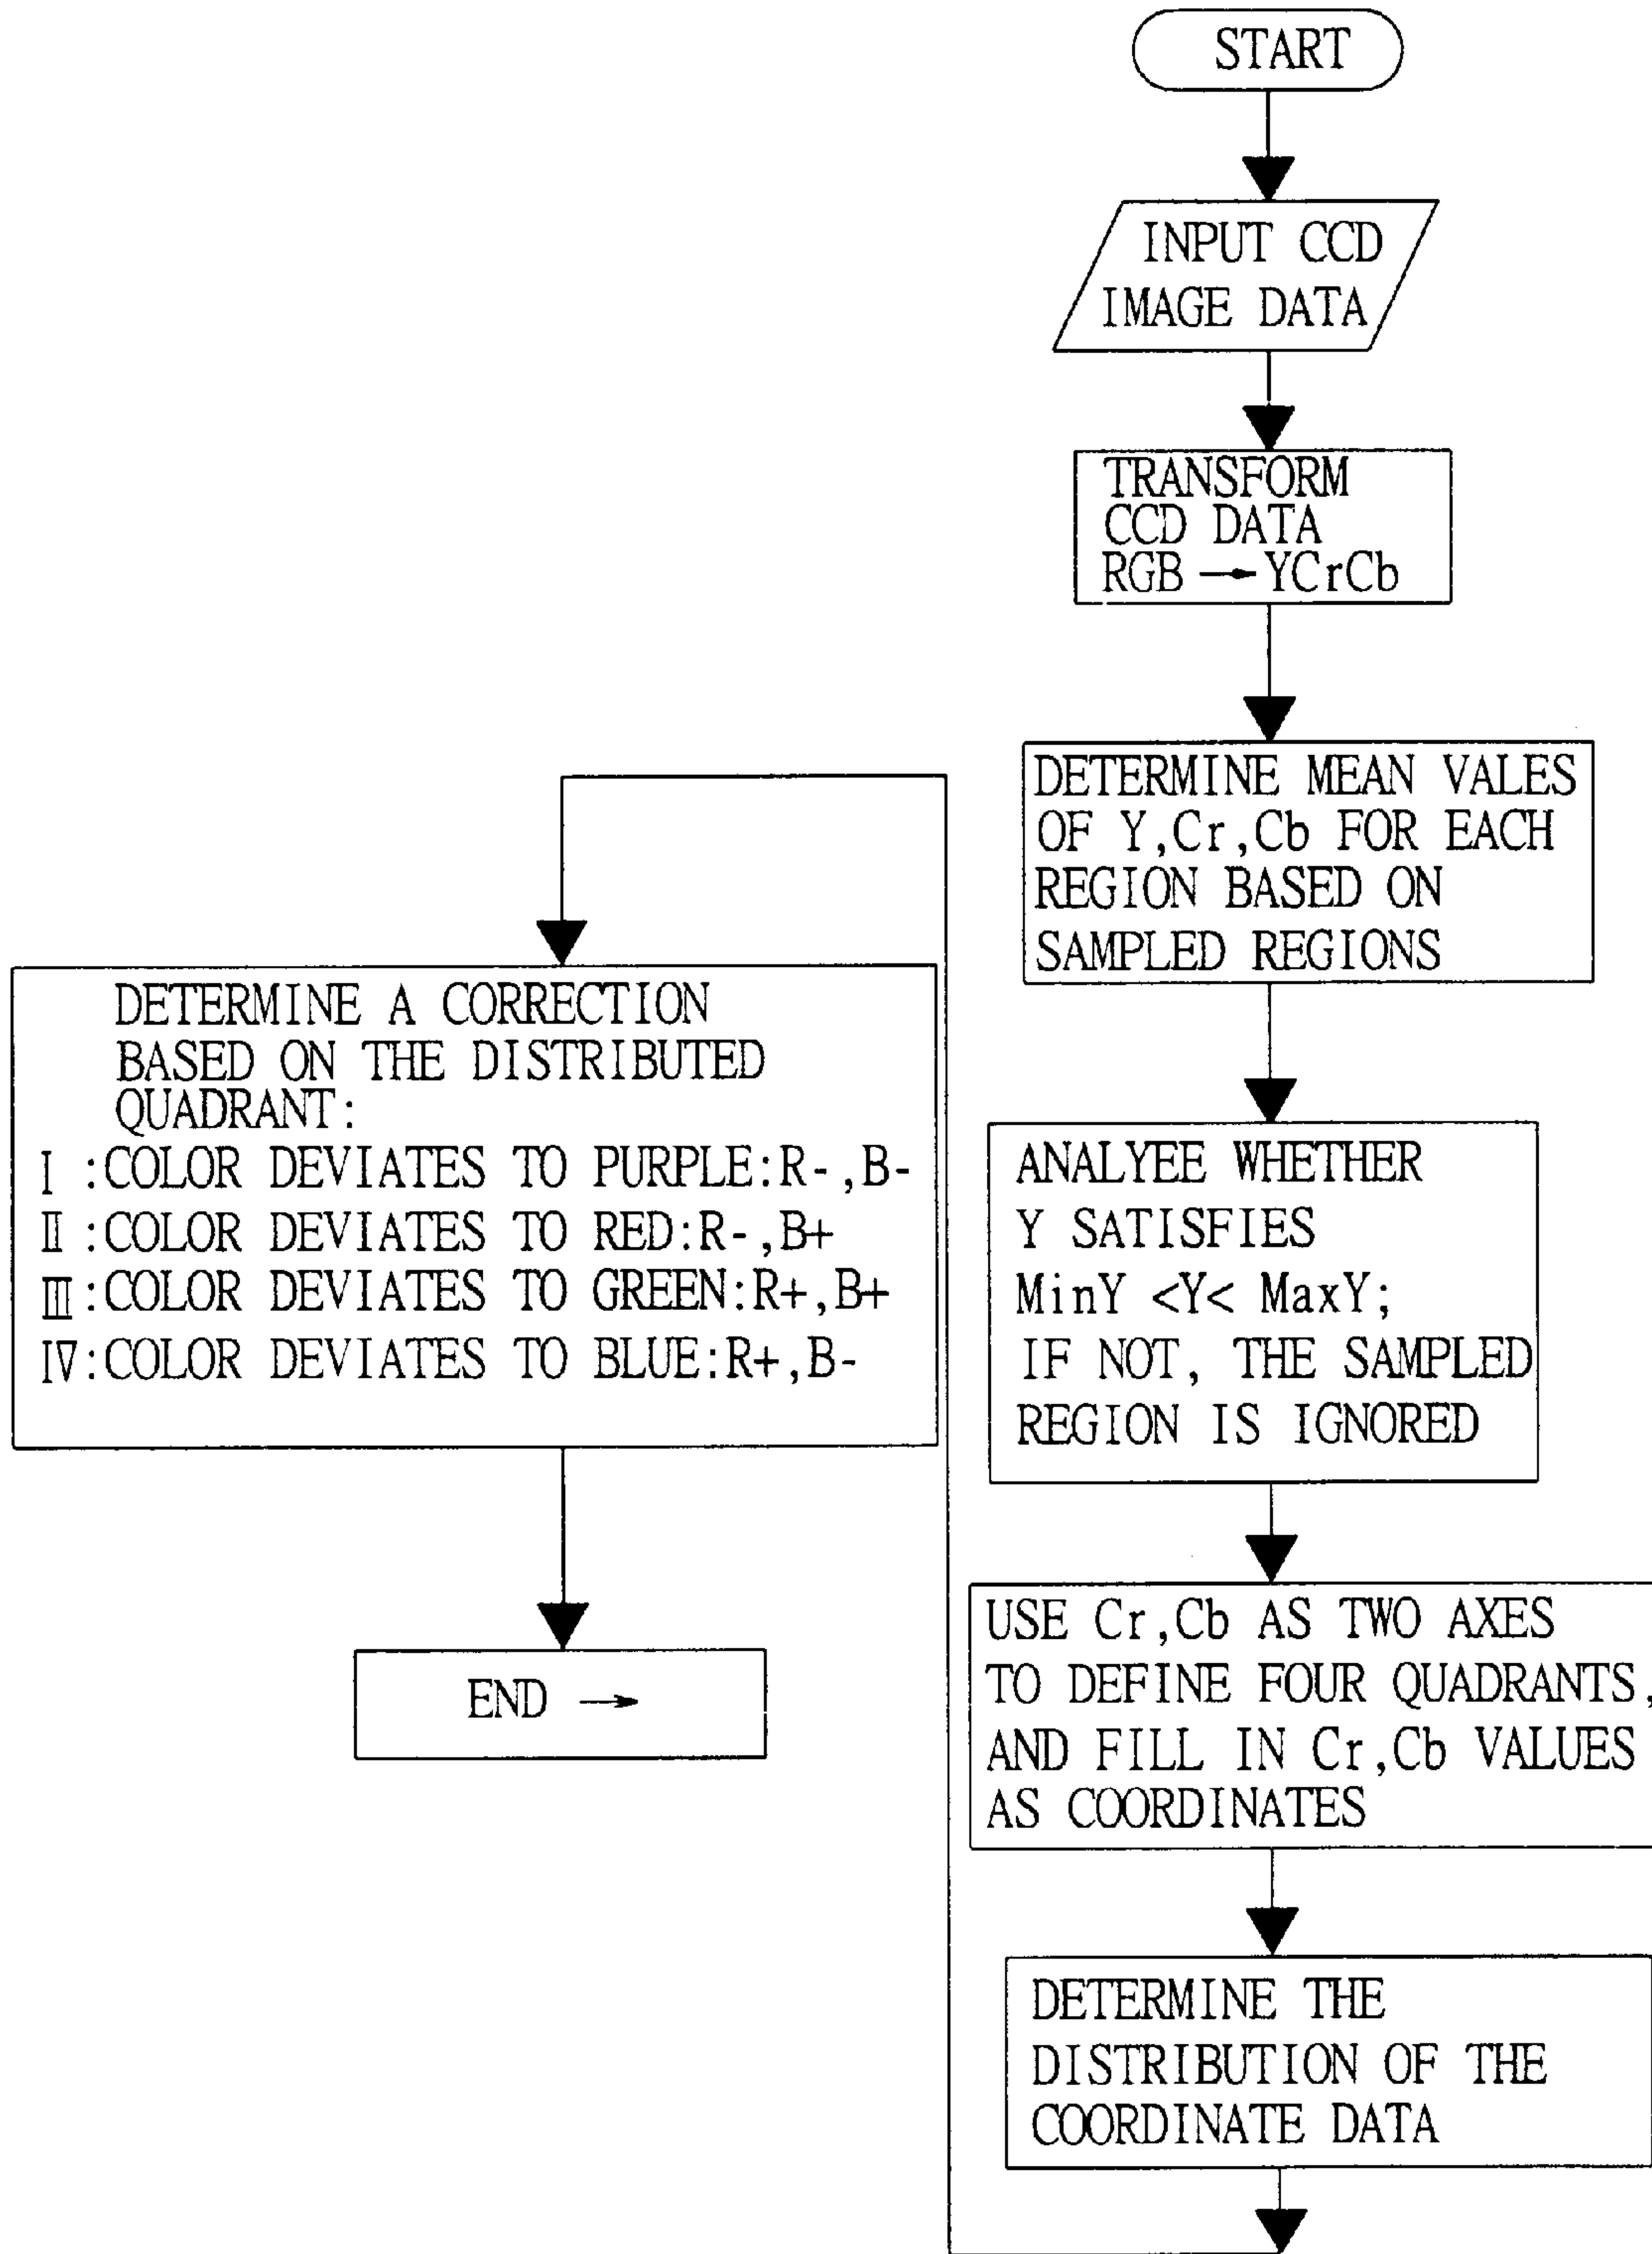 START
INPUT CCD
IMAGE DATA
TRANSFORM
CCD DATA
RGB → YCrCb
DETERMINE MEAN VALES
OF Y,Cr,Cb FOR EACH
REGION BASED ON
SAMPLED REGIONS
ANALYEE WHETHER
Y SATISFIES
MinY <Y< MaxY;
IF NOT, THE SAMPLED
REGION IS IGNORED
USE Cr,Cb AS TWO AXES
TO DEFINE FOUR QUADRANTS,
AND FILL IN Cr,Cb VALUES
AS COORDINATES
DETERMINE THE
DISTRIBUTION OF THE
COORDINATE DATA
DETERMINE A CORRECTION
BASED ON THE DISTRIBUTED
QUADRANT:
I :COLOR DEVIATES TO PURPLE:R-,B-
II :COLOR DEVIATES TO RED:R-,B+
III:COLOR DEVIATES TO GREEN:R+,B+
IV:COLOR DEVIATES TO BLUE:R+,B-
END →